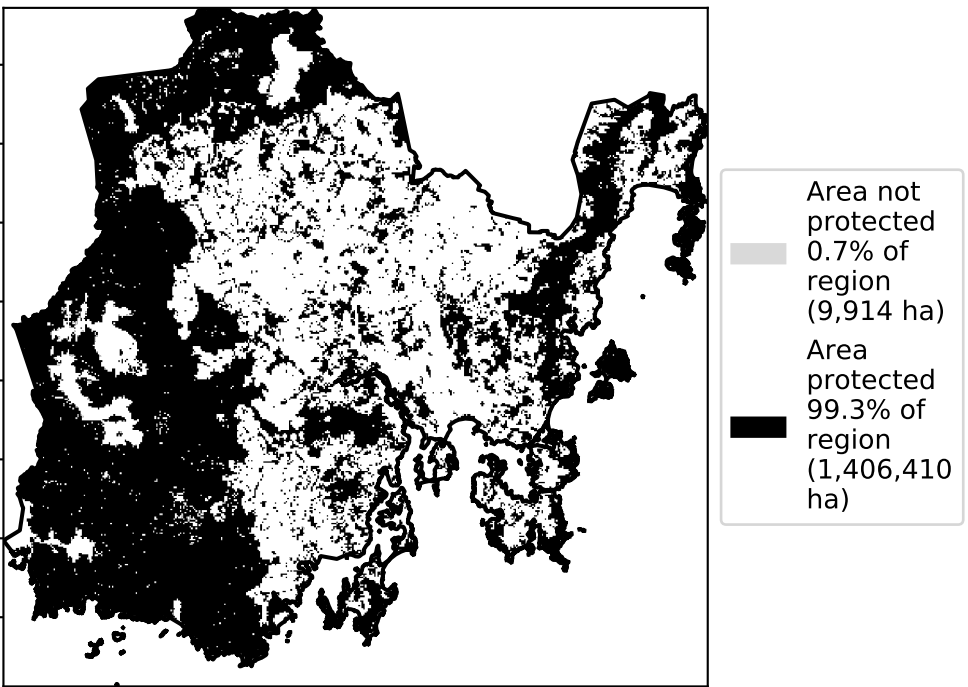 Area not
protected
0.7% of
region
(9,914 ha)
Area
protected
99.3% of
region
(1,406,410
ha)